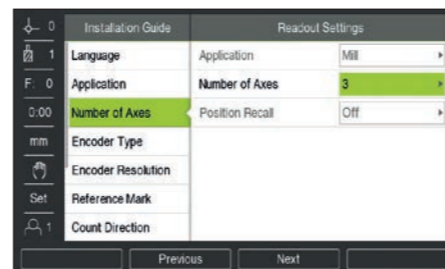 0 Installation Guide Readout Settings
1 Language Application Mill
F: 0 Application Number of Axes 3
0:00 Number of Axes Position Recall Off
mm Encoder Type
Encoder Resolution
Set Reference Mark
1 Count Direction
Previous Next